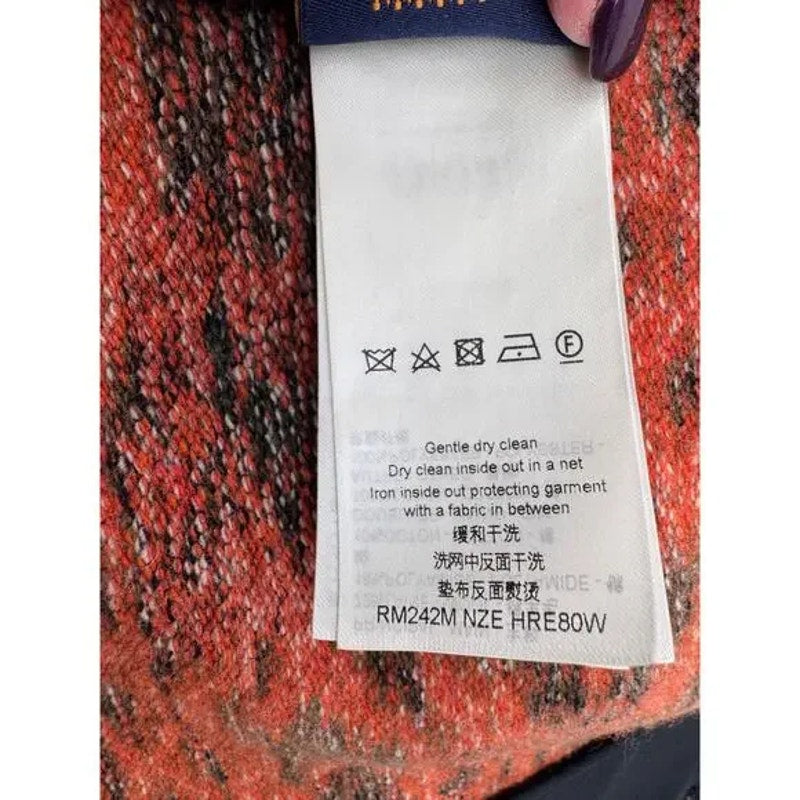 Gentle dry clean
Dry clean inside out in a net
Iron inside out protecting garment
with a fabric in between
缓和干洗
洗网中反面干洗
垫布反面熨烫
RM242M NZE HRE80W